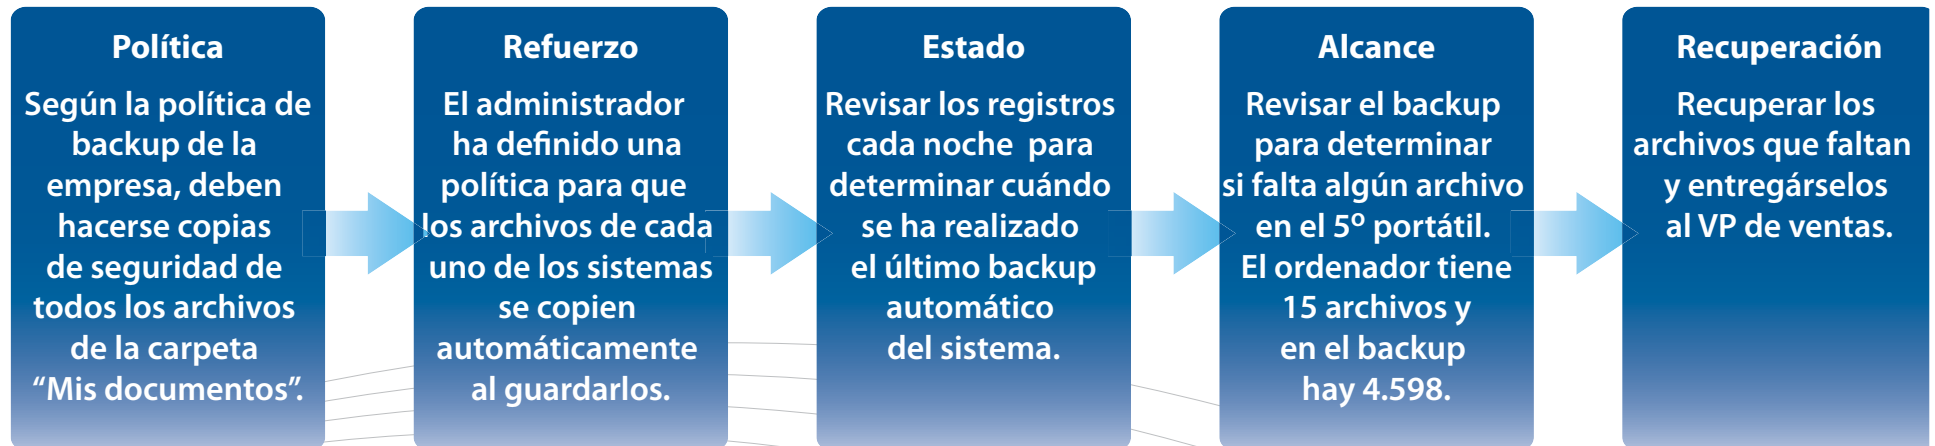 Política
Según la política de
backup de la
empresa, deben
hacerse copias
de seguridad de
todos los archivos
de la carpeta
“Mis documentos”.
Refuerzo
El administrador
ha definido una
política para que
los archivos de cada
uno de los sistemas
se copien
automáticamente
al guardarlos.
Estado
Revisar los registros
cada noche para
determinar cuándo
se ha realizado
el último backup
automático
del sistema.
Alcance
Revisar el backup
para determinar
si falta algún archivo
en el 5º portátil.
El ordenador tiene
15 archivos y
en el backup
hay 4.598.
Recuperación
Recuperar los
archivos que faltan
y entregárselos
al VP de ventas.